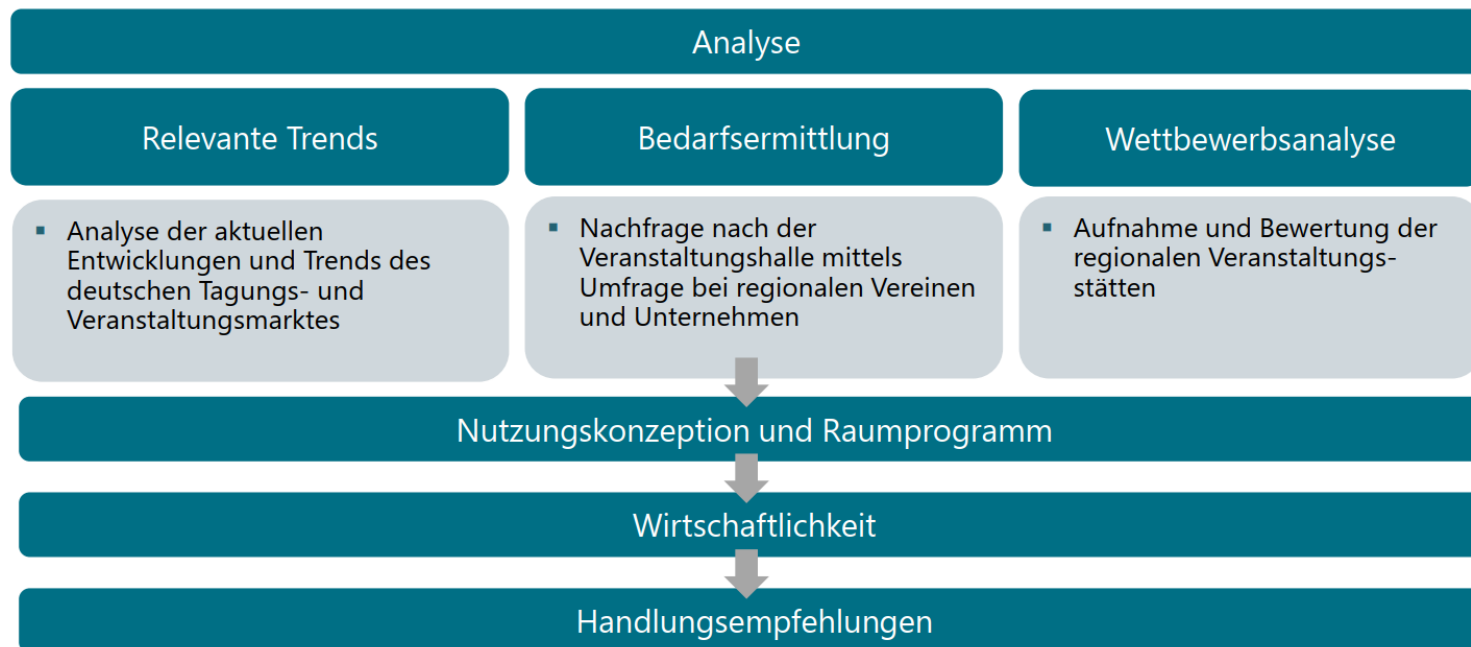 Analyse
Relevante Trends
Bedarfsermittlung
Wettbewerbsanalyse
▪ Analyse der aktuellen
Entwicklungen und Trends des
deutschen Tagungs- und
Veranstaltungsmarktes
▪ Nachfrage nach der
Veranstaltungshalle mittels
Umfrage bei regionalen Vereinen
und Unternehmen
▪ Aufnahme und Bewertung der
regionalen Veranstaltungs-
stätten
Nutzungskonzeption und Raumprogramm
Wirtschaftlichkeit
Handlungsempfehlungen